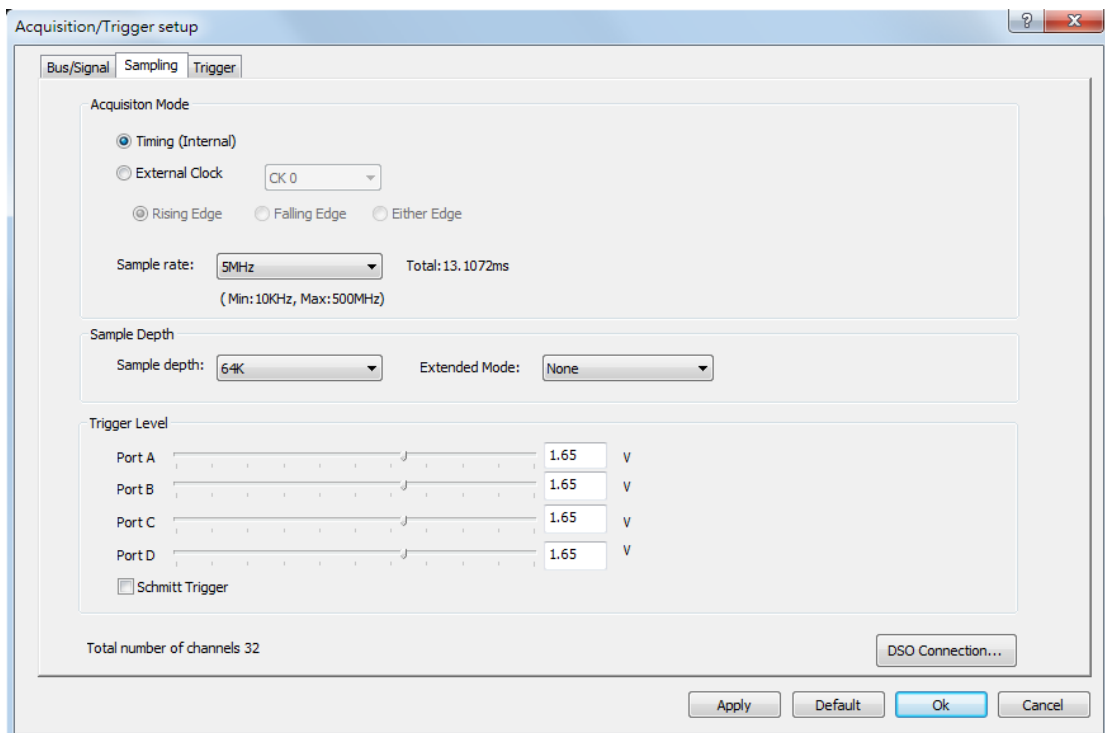 Acquisition/Trigger setup
Bus/Signal Sampling Trigger
Acquisiton Mode
Timing (Internal)
External Clock CK 0
Rising Edge Falling Edge Either Edge
Sample rate: 5MHz Total:13.1072ms
( Min:10KHz, Max:500MHz)
Sample Depth
Sample depth: 64K Extended Mode: None
Trigger Level
Port A 1.65 V
Port B 1.65 V
Port C 1.65 V
Port D 1.65 V
Schmitt Trigger
Total number of channels 32 DSO Connection...
Apply Default Ok Cancel